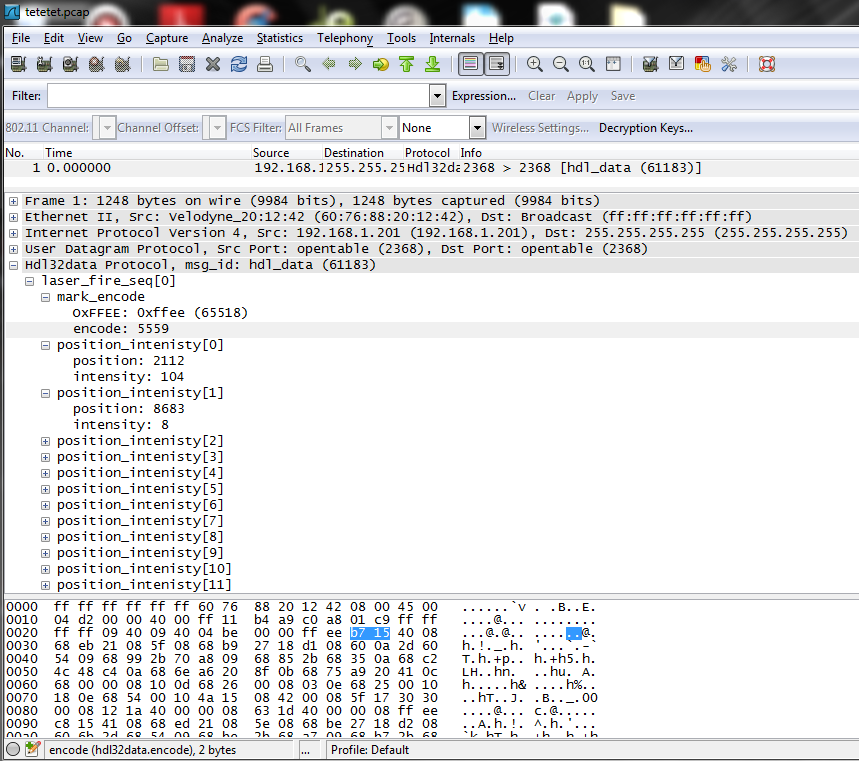 tetetet.pcap
File Edit View Go Capture Analyze Statistics Telephony Tools Internals Help
Filter: Expression... Clear Apply Save
802.11 Channel: Channel Offset: FCS Filter: All Frames None Wireless Settings... Decryption Keys...
No. Time Source Destination Protocol Info
1 0.000000 192.168.1 255.255.25 Hdl32da 2368 > 2368 [hdl_data (61183)]
Frame 1: 1248 bytes on wire (9984 bits), 1248 bytes captured (9984 bits)
Ethernet II, Src: Velodyne_20:12:42 (60:76:88:20:12:42), Dst: Broadcast (ff:ff:ff:ff:ff:ff)
Internet Protocol Version 4, Src: 192.168.1.201 (192.168.1.201), Dst: 255.255.255.255 (255.255.255.255)
User Datagram Protocol, Src Port: opentable (2368), Dst Port: opentable (2368)
Hdl32data Protocol, msg_id: hdl_data (61183)
laser_fire_seq[0]
mark_encode
0xFFEE: 0xffee (65518)
encode: 5559
position_intenisty[0]
position: 2112
intensity: 104
position_intenisty[1]
position: 8683
intensity: 8
position_intenisty[2]
position_intenisty[3]
position_intenisty[4]
position_intenisty[5]
position_intenisty[6]
position_intenisty[7]
position_intenisty[8]
position_intenisty[9]
position_intenisty[10]
position_intenisty[11]
0000 ff ff ff ff ff ff 60 76 88 20 12 42 08 00 45 00 ......`v . .B..E.
0010 04 d2 00 00 40 00 ff 11 b4 a9 c0 a8 01 c9 ff ff ....@... ........
0020 ff ff 09 40 09 40 04 be 00 00 ff ee b7 15 40 08 ...@.@.. ......@.
0030 68 eb 21 08 5f 08 68 b9 27 18 d1 08 60 0a 2d 60 h.!._.h. '...`.-`
0040 54 09 68 99 2b 70 a8 09 68 85 2b 68 35 0a 68 c2 T.h.+p.. h.+h5.h.
0050 4c 48 c4 0a 68 6e a6 20 8f 0b 68 75 a9 20 41 0c LH..hn. ..hu. A.
0060 68 00 00 08 10 0d 68 26 00 08 03 0e 68 25 00 10 h.....h& ....h%..
0070 18 0e 68 54 00 10 4a 15 08 42 00 08 5f 17 30 30 ..hT..J. .B.._.00
0080 00 08 12 1a 40 00 00 08 63 1d 40 00 00 08 ff ee ....@... c.@.....
0090 c8 15 41 08 68 ed 21 08 5e 08 68 be 27 18 d2 08 ..A.h.!. ^.h.'...
encode (hdl32data.encode), 2 bytes ... Profile: Default